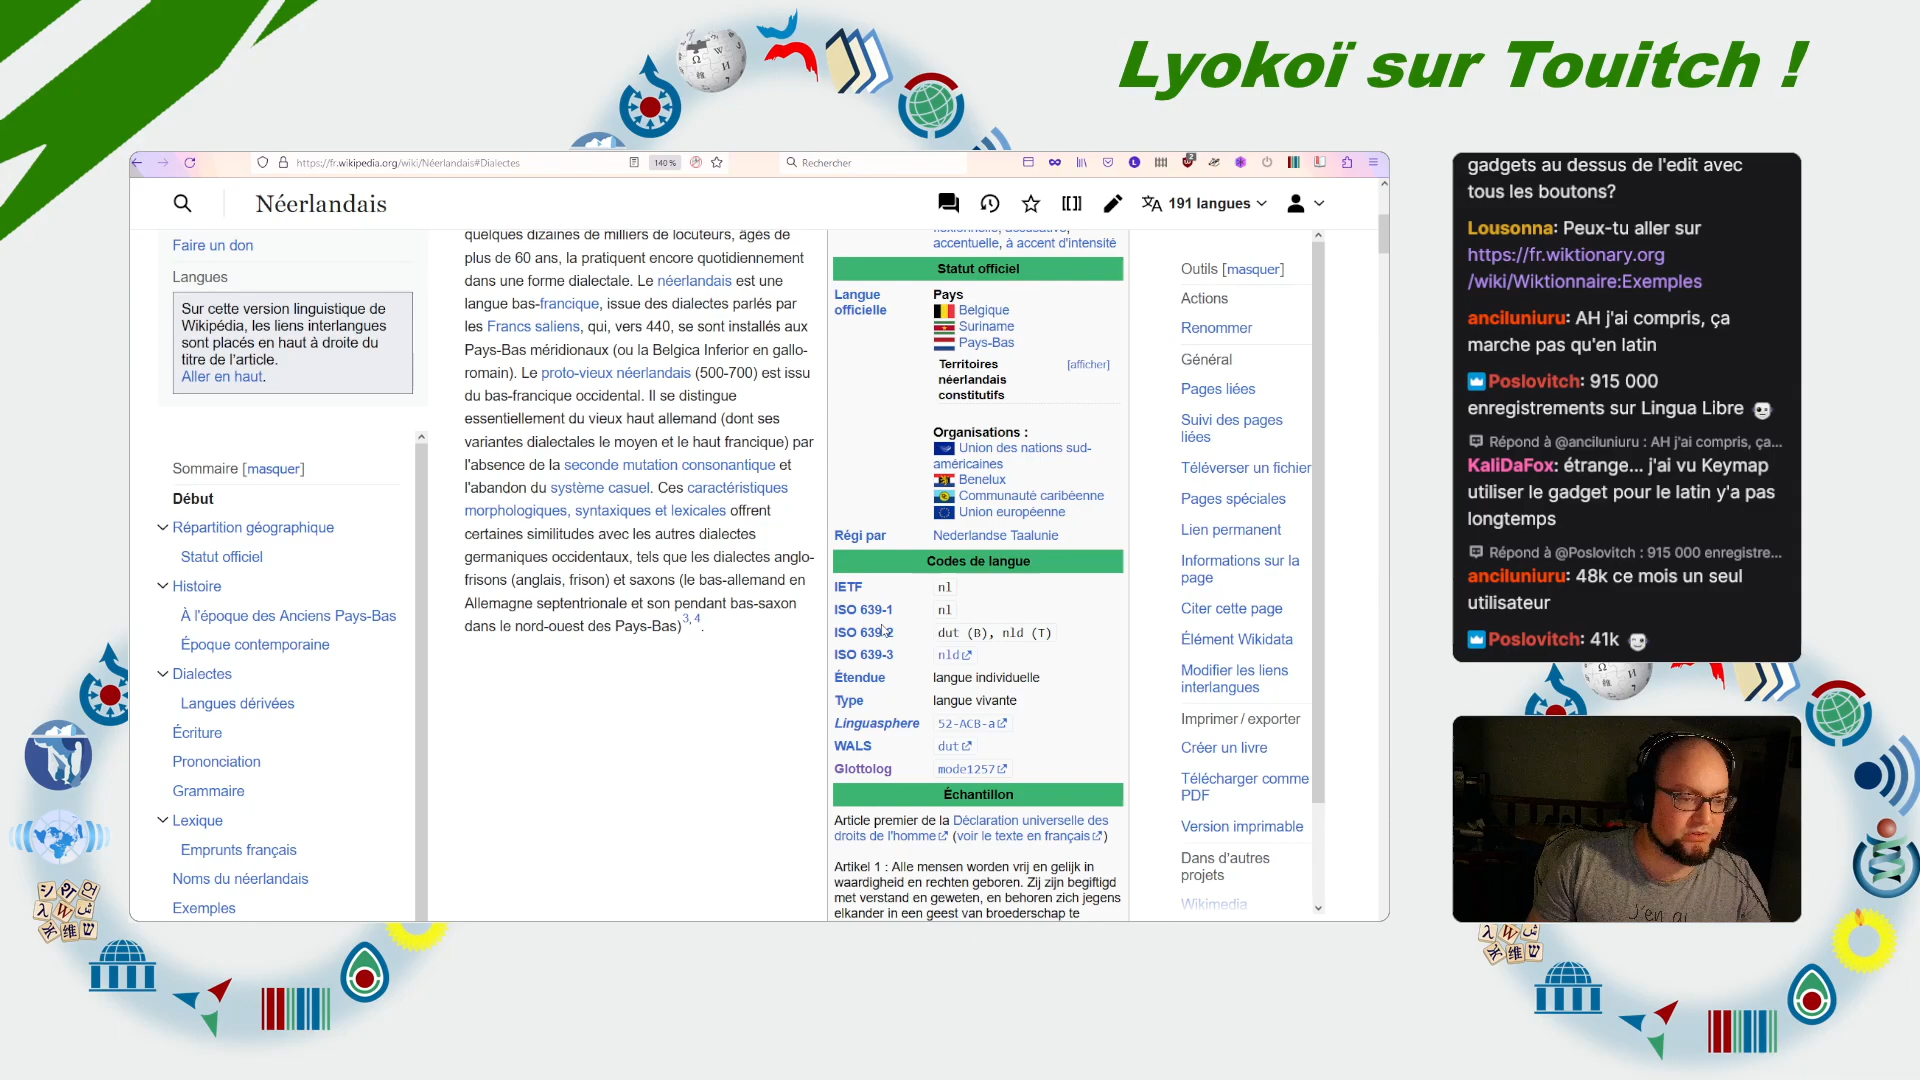 Lyokoï sur Touitch !
https://fr.wikipedia.org/wiki/Néerlandais#Dialectes
140 %
Rechercher
Néerlandais
191 langues
Faire un don
Langues
Sur cette version linguistique de
Wikipédia, les liens interlangues
sont placés en haut à droite du
titre de l'article.
Aller en haut.
Sommaire [masquer]
Début
Répartition géographique
Statut officiel
Histoire
À l'époque des Anciens Pays-Bas
Époque contemporaine
Dialectes
Langues dérivées
Écriture
Prononciation
Grammaire
Lexique
Emprunts français
Noms du néerlandais
Exemples
quelques dizaines de milliers de locuteurs, âgés de
plus de 60 ans, la pratiquent encore quotidiennement
dans une forme dialectale. Le néerlandais est une
langue bas-francique, issue des dialectes parlés par
les Francs saliens, qui, vers 440, se sont installés aux
Pays-Bas méridionaux (ou la Belgica Inferior en gallo-
romain). Le proto-vieux néerlandais (500-700) est issu
du bas-francique occidental. Il se distingue
essentiellement du vieux haut allemand (dont ses
variantes dialectales le moyen et le haut francique) par
l'absence de la seconde mutation consonantique et
l'abandon du système casuel. Ces caractéristiques
morphologiques, syntaxiques et lexicales offrent
certaines similitudes avec les autres dialectes
germaniques occidentaux, tels que les dialectes anglo-
frisons (anglais, frison) et saxons (le bas-allemand en
Allemagne septentrionale et son pendant bas-saxon
dans le nord-ouest des Pays-Bas)3, 4.
flexionnelle, accusative,
accentuelle, à accent d'intensité
Statut officiel
Langue
officielle
Pays
Belgique
Suriname
Pays-Bas
Territoires
néerlandais
constitutifs
[afficher]
Organisations :
Union des nations sud-
américaines
Benelux
Communauté caribéenne
Union européenne
Régi par Nederlandse Taalunie
Codes de langue
IETF nl
ISO 639-1 nl
ISO 639-2 dut (B), nld (T)
ISO 639-3 nld
Étendue langue individuelle
Type langue vivante
Linguasphere 52-ACB-a
WALS dut
Glottolog mode1257
Échantillon
Article premier de la Déclaration universelle des
droits de l'homme (voir le texte en français)
Artikel 1 : Alle mensen worden vrij en gelijk in
waardigheid en rechten geboren. Zij zijn begiftigd
met verstand en geweten, en behoren zich jegens
elkander in een geest van broederschap te
Outils [masquer]
Actions
Renommer
Général
Pages liées
Suivi des pages
liées
Téléverser un fichier
Pages spéciales
Lien permanent
Informations sur la
page
Citer cette page
Élément Wikidata
Modifier les liens
interlangues
Imprimer / exporter
Créer un livre
Télécharger comme
PDF
Version imprimable
Dans d'autres
projets
Wikimedia
gadgets au dessus de l'edit avec
tous les boutons?
Lousonna: Peux-tu aller sur
https://fr.wiktionary.org
/wiki/Wiktionnaire:Exemples
anciluniuru: AH j'ai compris, ça
marche pas qu'en latin
Poslovitch: 915 000
enregistrements sur Lingua Libre
Répond à @anciluniuru : AH j'ai compris, ça...
KaliDaFox: étrange... j'ai vu Keymap
utiliser le gadget pour le latin y'a pas
longtemps
Répond à @Poslovitch : 915 000 enregistre...
anciluniuru: 48k ce mois un seul
utilisateur
Poslovitch: 41k